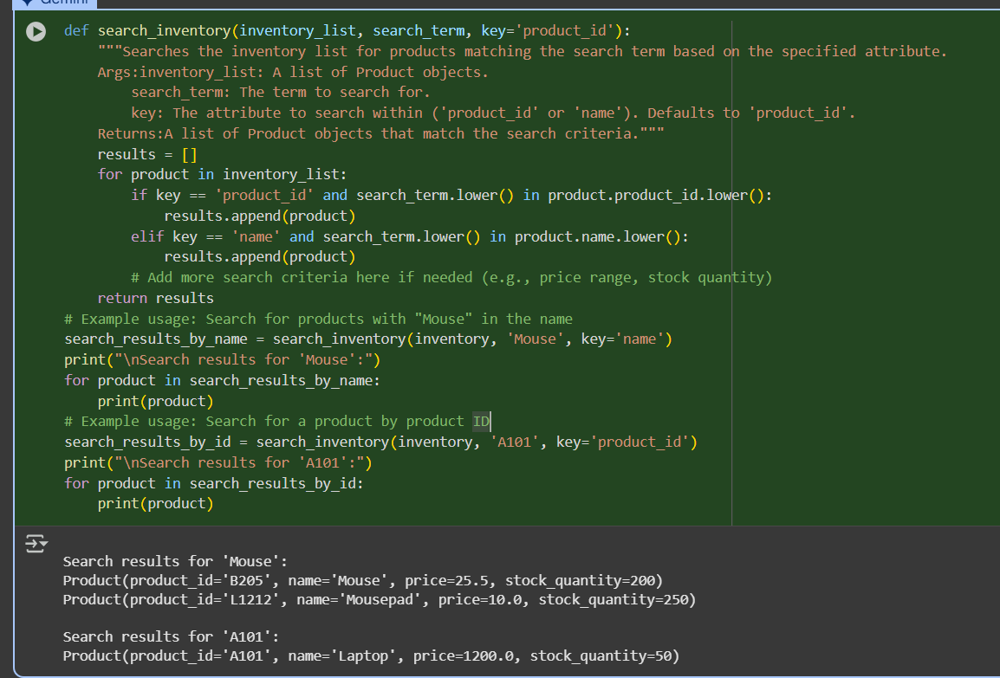 Gemini
def search_inventory(inventory_list, search_term, key='product_id'):
    """Searches the inventory list for products matching the search term based on the specified attribute.
    Args:inventory_list: A list of Product objects.
        search_term: The term to search for.
        key: The attribute to search within ('product_id' or 'name'). Defaults to 'product_id'.
    Returns:A list of Product objects that match the search criteria."""
    results = []
    for product in inventory_list:
        if key == 'product_id' and search_term.lower() in product.product_id.lower():
            results.append(product)
        elif key == 'name' and search_term.lower() in product.name.lower():
            results.append(product)
        # Add more search criteria here if needed (e.g., price range, stock quantity)
    return results
# Example usage: Search for products with "Mouse" in the name
search_results_by_name = search_inventory(inventory, 'Mouse', key='name')
print("\nSearch results for 'Mouse':")
for product in search_results_by_name:
    print(product)
# Example usage: Search for a product by product ID
search_results_by_id = search_inventory(inventory, 'A101', key='product_id')
print("\nSearch results for 'A101':")
for product in search_results_by_id:
    print(product)
Search results for 'Mouse':
Product(product_id='B205', name='Mouse', price=25.5, stock_quantity=200)
Product(product_id='L1212', name='Mousepad', price=10.0, stock_quantity=250)
Search results for 'A101':
Product(product_id='A101', name='Laptop', price=1200.0, stock_quantity=50)